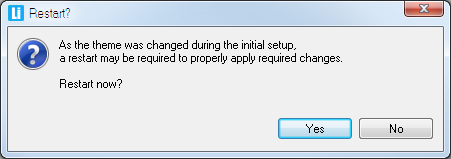 Li Restart?
As the theme was changed during the initial setup,
a restart may be required to properly apply required changes.
Restart now?
Yes No